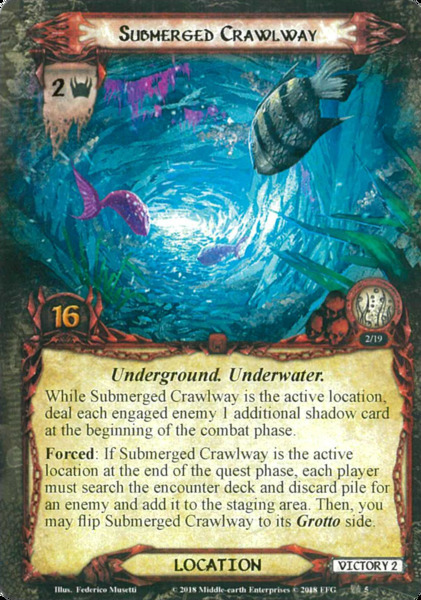 Submerged Crawlway
2
16
2/19
Underground. Underwater.
While Submerged Crawlway is the active location,
deal each engaged enemy 1 additional shadow card
at the beginning of the combat phase.
Forced: If Submerged Crawlway is the active
location at the end of the quest phase, each player
must search the encounter deck and discard pile for
an enemy and add it to the staging area. Then, you
may flip Submerged Crawlway to its Grotto side.
LOCATION
VICTORY 2
Illus. Federico Musetti
© 2018 Middle-earth Enterprises © 2018 FFG
5